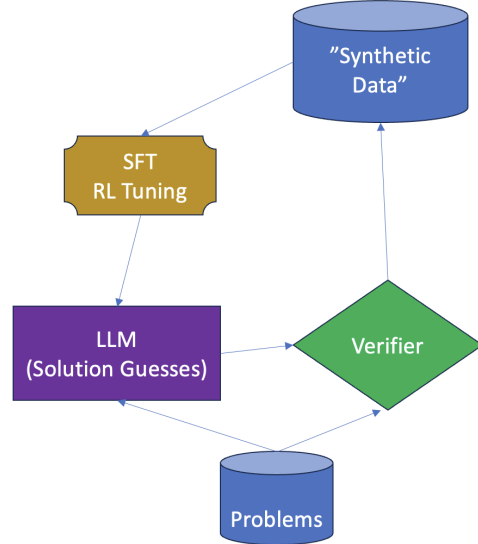 ”Synthetic
Data”
SFT
RL Tuning
LLM
(Solution Guesses)
Verifier
Problems